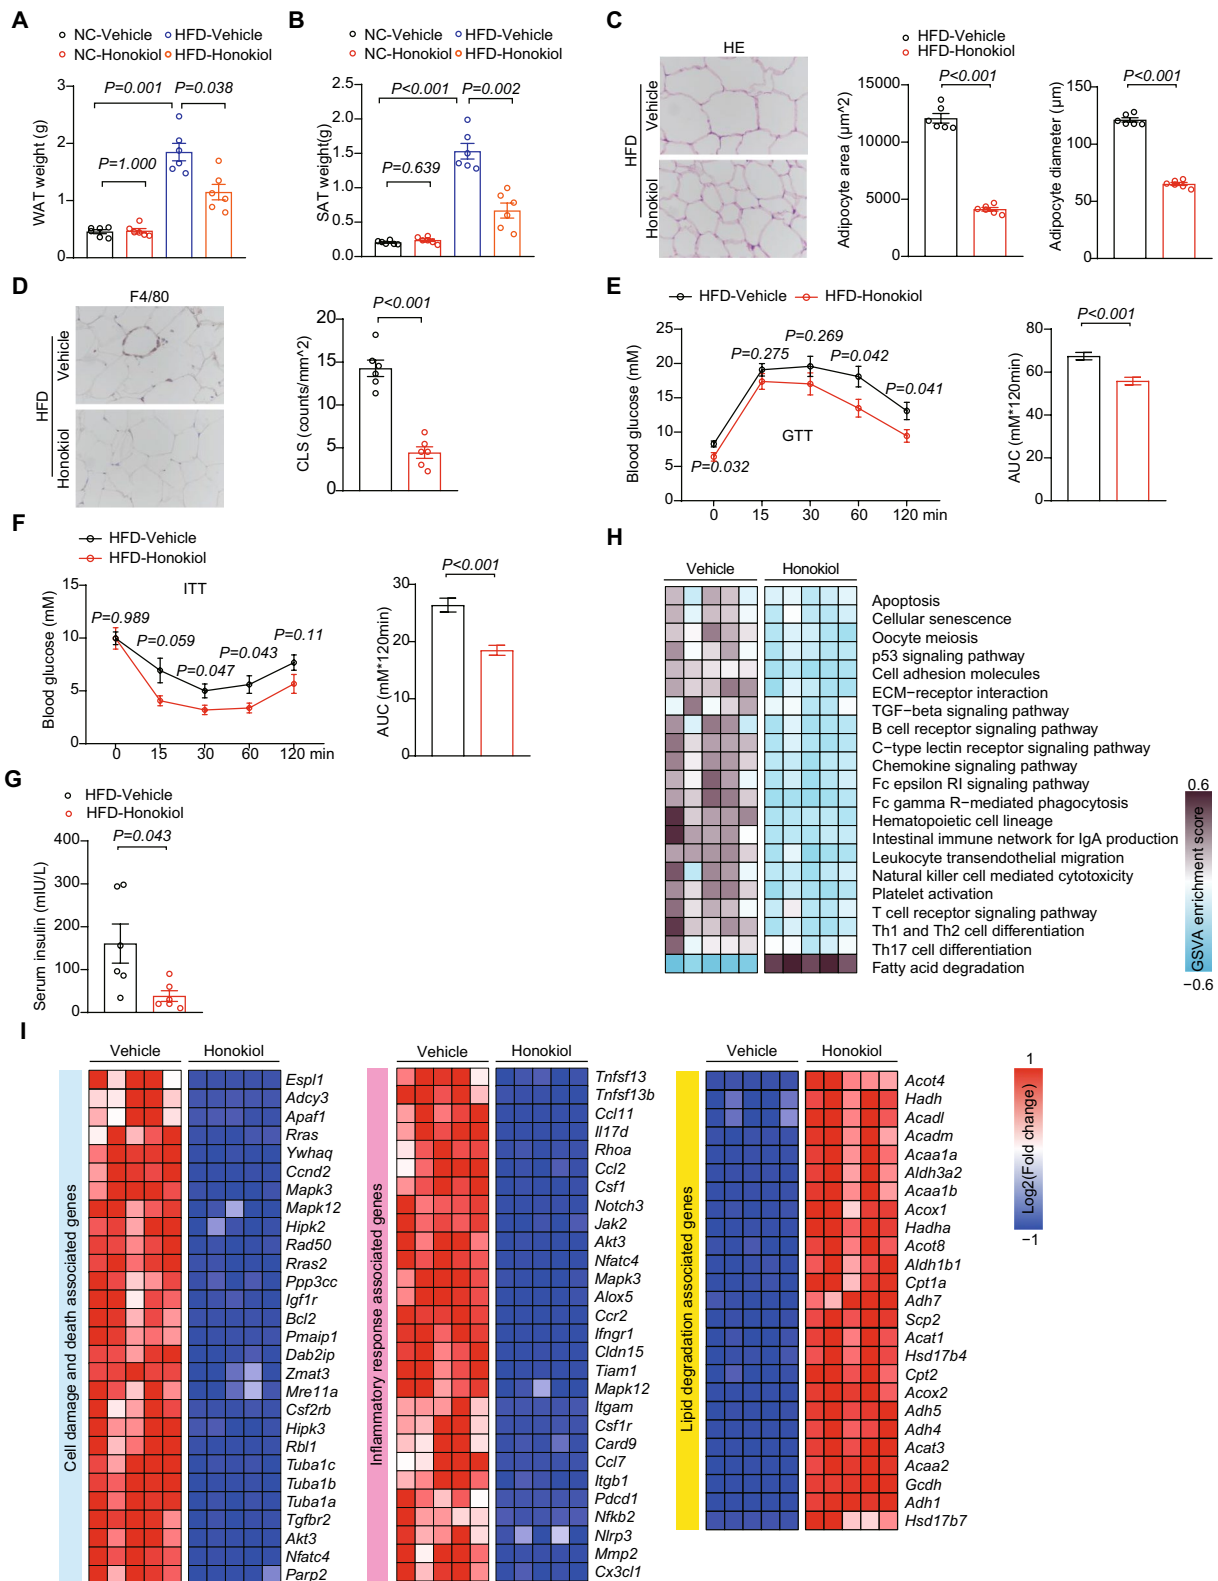 A
NC-Vehicle HFD-Vehicle
NC-Honokiol HFD-Honokiol
WAT weight (g)
3
2
1
0
P=0.001
P=0.038
P=1.000
B
NC-Vehicle HFD-Vehicle
NC-Honokiol HFD-Honokiol
SAT weight(g)
2.5
2.0
1.5
1.0
0.5
0.0
P<0.001
P=0.002
P=0.639
C
HE
HFD
Vehicle
Honokiol
HFD-Vehicle
HFD-Honokiol
Adipocyte area (µm^2)
15000
10000
5000
0
P<0.001
Adipocyte diameter (µm)
150
100
50
0
P<0.001
D
F4/80
HFD
Vehicle
Honokiol
CLS (counts/mm^2)
20
15
10
5
0
P<0.001
E
HFD-Vehicle HFD-Honokiol
Blood glucose (mM)
25
20
15
10
5
0
P=0.269
P=0.275
P=0.042
P=0.041
P=0.032
GTT
0 15 30 60 120 min
AUC (mM*120min)
80
60
40
20
0
P<0.001
F
HFD-Vehicle
HFD-Honokiol
Blood glucose (mM)
15
10
5
0
ITT
P=0.989
P=0.059
P=0.047
P=0.043
P=0.11
0 15 30 60 120 min
AUC (mM*120min)
30
20
10
0
P<0.001
G
HFD-Vehicle
HFD-Honokiol
Serum insulin (mIU/L)
400
300
200
100
0
P=0.043
H
Vehicle Honokiol
Apoptosis
Cellular senescence
Oocyte meiosis
p53 signaling pathway
Cell adhesion molecules
ECM−receptor interaction
TGF−beta signaling pathway
B cell receptor signaling pathway
C−type lectin receptor signaling pathway
Chemokine signaling pathway
Fc epsilon RI signaling pathway
Fc gamma R−mediated phagocytosis
Hematopoietic cell lineage
Intestinal immune network for IgA production
Leukocyte transendothelial migration
Natural killer cell mediated cytotoxicity
Platelet activation
T cell receptor signaling pathway
Th1 and Th2 cell differentiation
Th17 cell differentiation
Fatty acid degradation
0.6
GSVA enrichment score
−0.6
I
Vehicle Honokiol
Cell damage and death associated genes
Espl1
Adcy3
Apaf1
Rras
Ywhaq
Ccnd2
Mapk3
Mapk12
Hipk2
Rad50
Rras2
Ppp3cc
Igf1r
Bcl2
Pmaip1
Dab2ip
Zmat3
Mre11a
Csf2rb
Hipk3
Rbl1
Tuba1c
Tuba1b
Tuba1a
Tgfbr2
Akt3
Nfatc4
Parp2
Vehicle Honokiol
Inflammatory response associated genes
Tnfsf13
Tnfsf13b
Ccl11
Il17d
Rhoa
Ccl2
Csf1
Notch3
Jak2
Akt3
Nfatc4
Mapk3
Alox5
Ccr2
Ifngr1
Cldn15
Tiam1
Mapk12
Itgam
Csf1r
Card9
Ccl7
Itgb1
Pdcd1
Nfkb2
Nlrp3
Mmp2
Cx3cl1
Vehicle Honokiol
Lipid degradation associated genes
Acot4
Hadh
Acadl
Acadm
Acaa1a
Aldh3a2
Acaa1b
Acox1
Hadha
Acot8
Aldh1b1
Cpt1a
Adh7
Scp2
Acat1
Hsd17b4
Cpt2
Acox2
Adh5
Adh4
Acat3
Acaa2
Gcdh
Adh1
Hsd17b7
1
Log2(Fold change)
−1